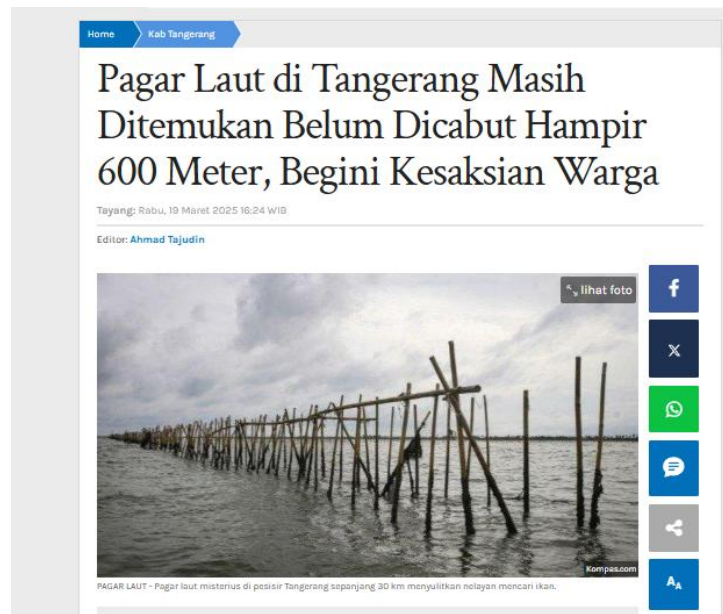 Home Kab Tangerang
Pagar Laut di Tangerang Masih
Ditemukan Belum Dicabut Hampir
600 Meter, Begini Kesaksian Warga
Tayang: Rabu, 19 Maret 2025 16:24 WIB
Editor: Ahmad Tajudin
lihat foto
Kompas.com
PAGAR LAUT - Pagar laut misterius di pesisir Tangerang sepanjang 30 km menyulitkan nelayan mencari ikan.
AA